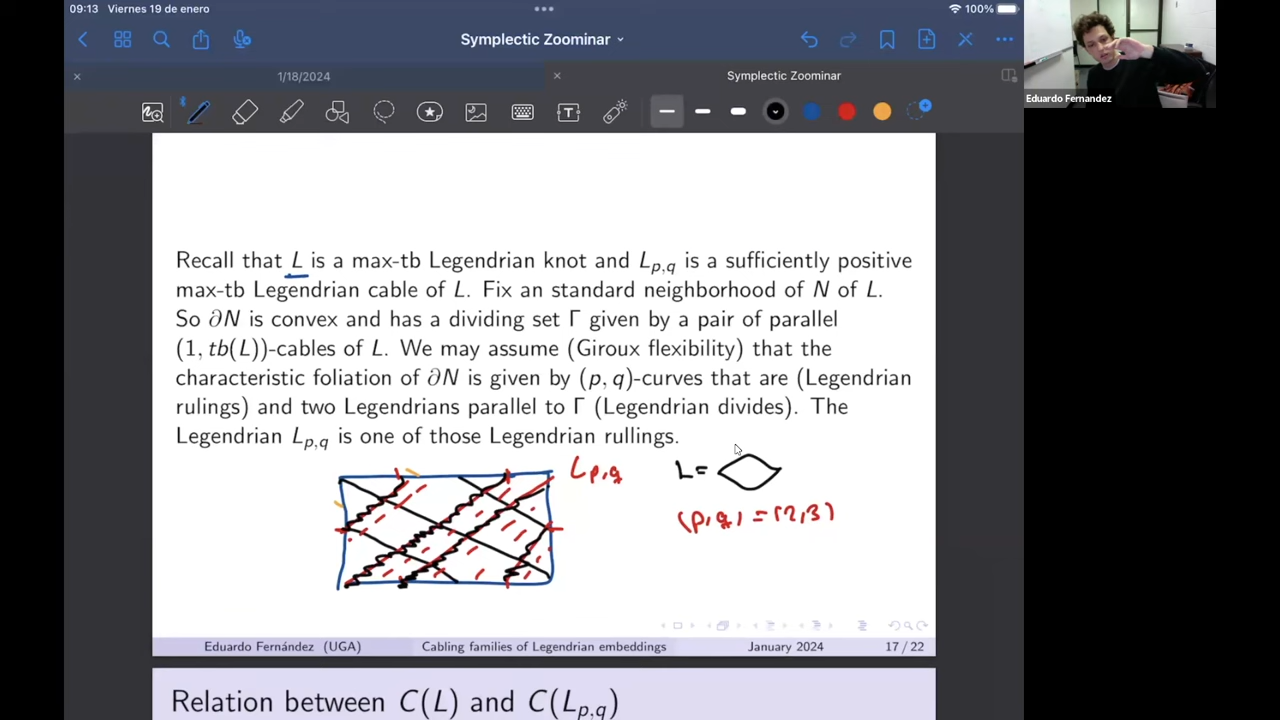 09:13 Viernes 19 de enero
100%
Symplectic Zoominar
1/18/2024
Symplectic Zoominar
Eduardo Fernandez
Recall that L is a max-tb Legendrian knot and L_{p,q} is a sufficiently positive
max-tb Legendrian cable of L. Fix an standard neighborhood of N of L.
So ∂N is convex and has a dividing set Γ given by a pair of parallel
(1, tb(L))-cables of L. We may assume (Giroux flexibility) that the
characteristic foliation of ∂N is given by (p, q)-curves that are (Legendrian
rulings) and two Legendrians parallel to Γ (Legendrian divides). The
Legendrian L_{p,q} is one of those Legendrian rullings.
L_{p,q}
L=
(p,q) = (2,3)
Eduardo Fernández (UGA)
Cabling families of Legendrian embeddings
January 2024
17 / 22
Relation between C(L) and C(L_{p,q})